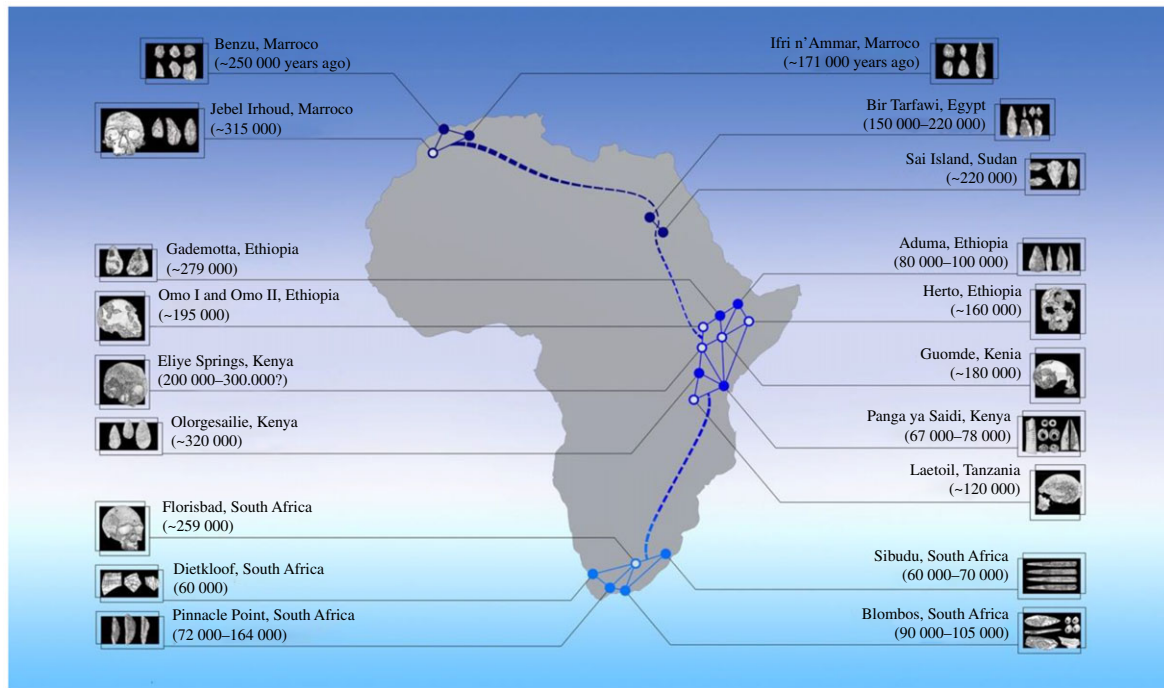 Benzu, Marroco
(~250 000 years ago)
Jebel Irhoud, Marroco
(~315 000)
Gademotta, Ethiopia
(~279 000)
Omo I and Omo II, Ethiopia
(~195 000)
Eliye Springs, Kenya
(200 000–300.000?)
Olorgesailie, Kenya
(~320 000)
Florisbad, South Africa
(~259 000)
Dietkloof, South Africa
(60 000)
Pinnacle Point, South Africa
(72 000–164 000)
Ifri n’Ammar, Marroco
(~171 000 years ago)
Bir Tarfawi, Egypt
(150 000–220 000)
Sai Island, Sudan
(~220 000)
Aduma, Ethiopia
(80 000–100 000)
Herto, Ethiopia
(~160 000)
Guomde, Kenia
(~180 000)
Panga ya Saidi, Kenya
(67 000–78 000)
Laetoil, Tanzania
(~120 000)
Sibudu, South Africa
(60 000–70 000)
Blombos, South Africa
(90 000–105 000)